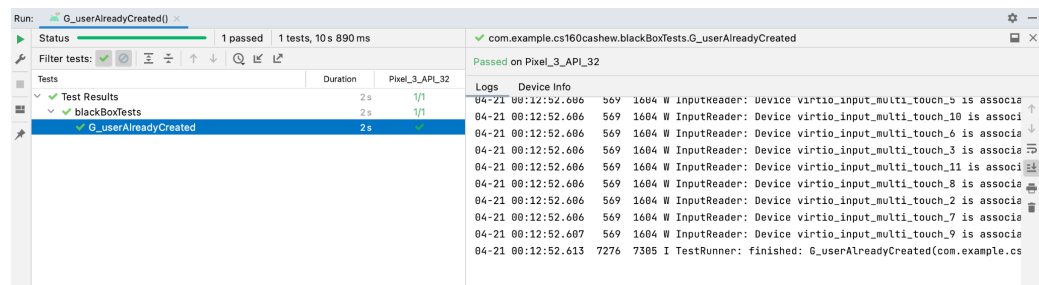 Run: G_userAlreadyCreated() ×
Status 1 passed 1 tests, 10 s 890 ms
Filter tests:
Tests Duration Pixel_3_API_32
Test Results 2 s 1/1
blackBoxTests 2 s 1/1
G_userAlreadyCreated 2 s
com.example.cs160cashew.blackBoxTests.G_userAlreadyCreated
Passed on Pixel_3_API_32
Logs Device Info
04-21 00:12:52.606 569 1604 W InputReader: Device virtio_input_multi_touch_5 is associa
04-21 00:12:52.606 569 1604 W InputReader: Device virtio_input_multi_touch_10 is associ
04-21 00:12:52.606 569 1604 W InputReader: Device virtio_input_multi_touch_6 is associa
04-21 00:12:52.606 569 1604 W InputReader: Device virtio_input_multi_touch_3 is associa
04-21 00:12:52.606 569 1604 W InputReader: Device virtio_input_multi_touch_11 is associ
04-21 00:12:52.606 569 1604 W InputReader: Device virtio_input_multi_touch_8 is associa
04-21 00:12:52.606 569 1604 W InputReader: Device virtio_input_multi_touch_2 is associa
04-21 00:12:52.606 569 1604 W InputReader: Device virtio_input_multi_touch_7 is associa
04-21 00:12:52.607 569 1604 W InputReader: Device virtio_input_multi_touch_9 is associa
04-21 00:12:52.613 7276 7305 I TestRunner: finished: G_userAlreadyCreated(com.example.cs